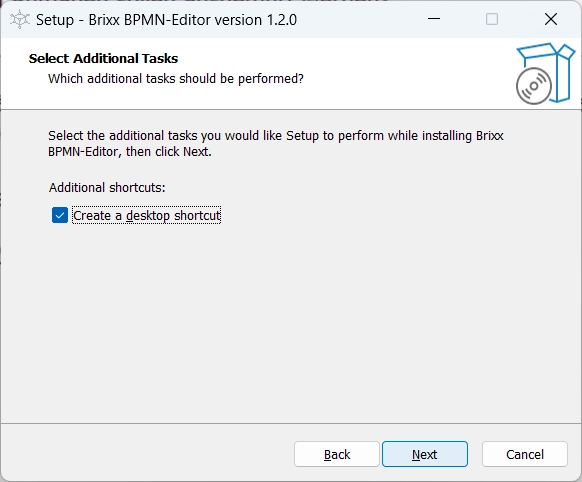 Setup - Brixx BPMN-Editor version 1.2.0
Select Additional Tasks
Which additional tasks should be performed?
Select the additional tasks you would like Setup to perform while installing Brixx
BPMN-Editor, then click Next.
Additional shortcuts:
Create a desktop shortcut
Back Next Cancel